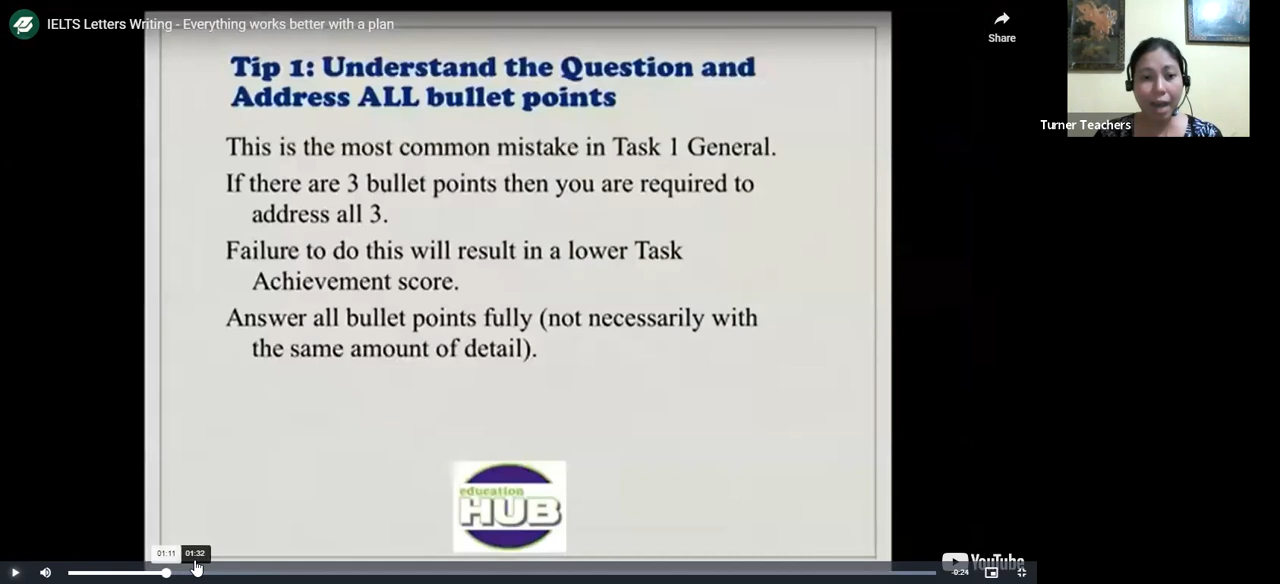 IELTS Letters Writing - Everything works better with a plan
Share
Turner Teachers
Tip 1: Understand the Question and
Address ALL bullet points
This is the most common mistake in Task 1 General.
If there are 3 bullet points then you are required to
address all 3.
Failure to do this will result in a lower Task
Achievement score.
Answer all bullet points fully (not necessarily with
the same amount of detail).
education
HUB
01:11
01:32
YouTube
-0:24